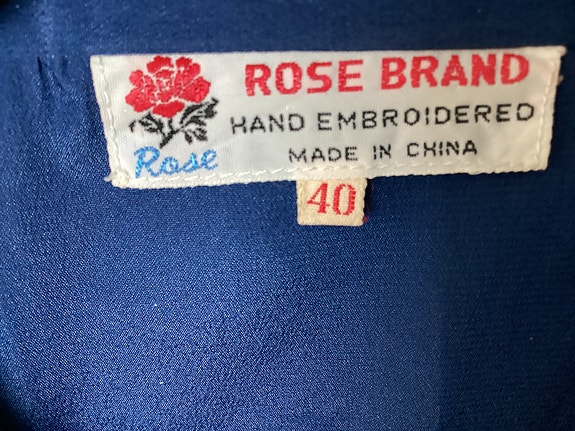 ROSE BRAND
HAND EMBROIDERED
MADE IN CHINA
Rose
40